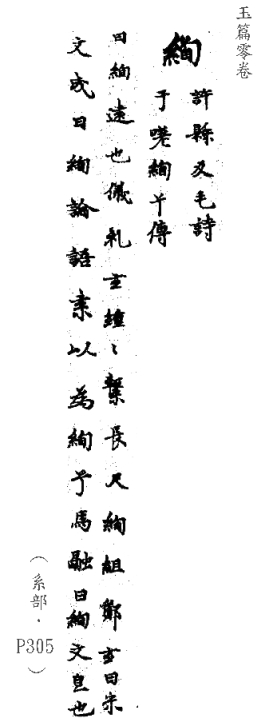 玉篇零卷
絢
許縣反毛詩
于嗟絢兮傳
曰絢遠也儀礼主纁〻繫長尺絢組鄭玄曰采
文成曰絢論語素以為絢兮馬融曰絢文皃也
（系部．P305）